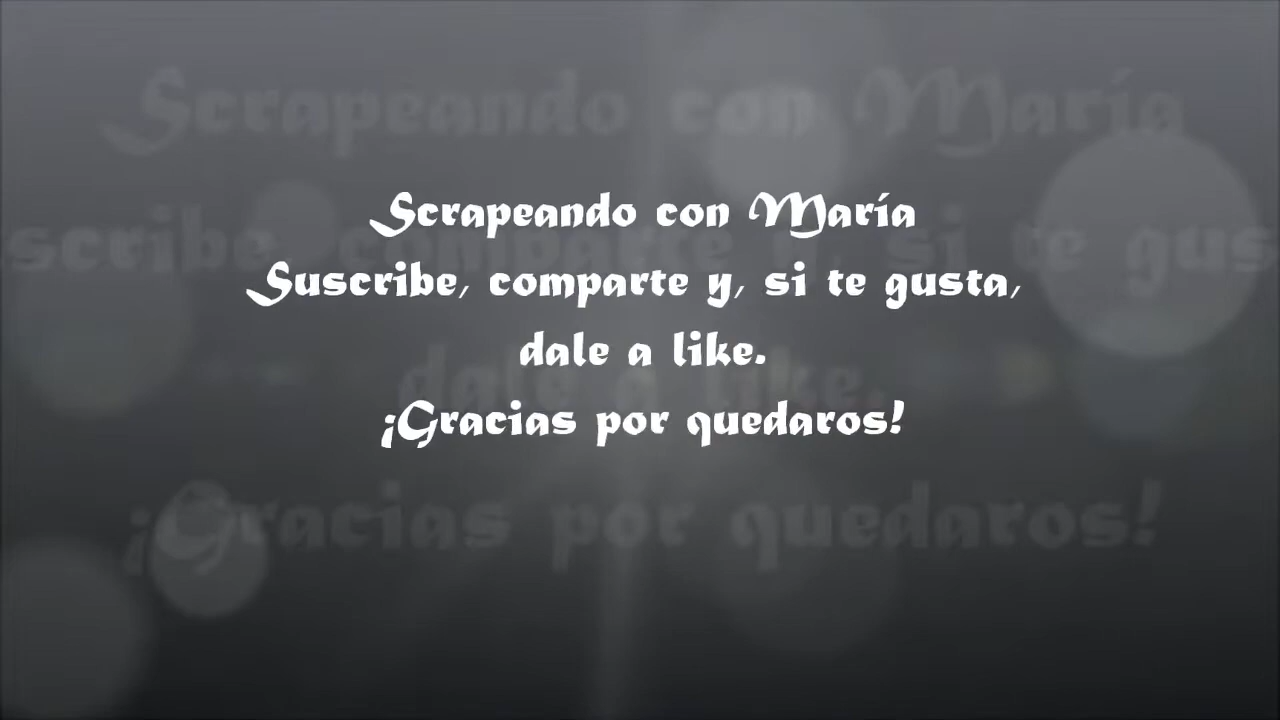 Scrapeando con María
Suscribe, comparte y, si te gusta,
dale a like.
¡Gracias por quedaros!